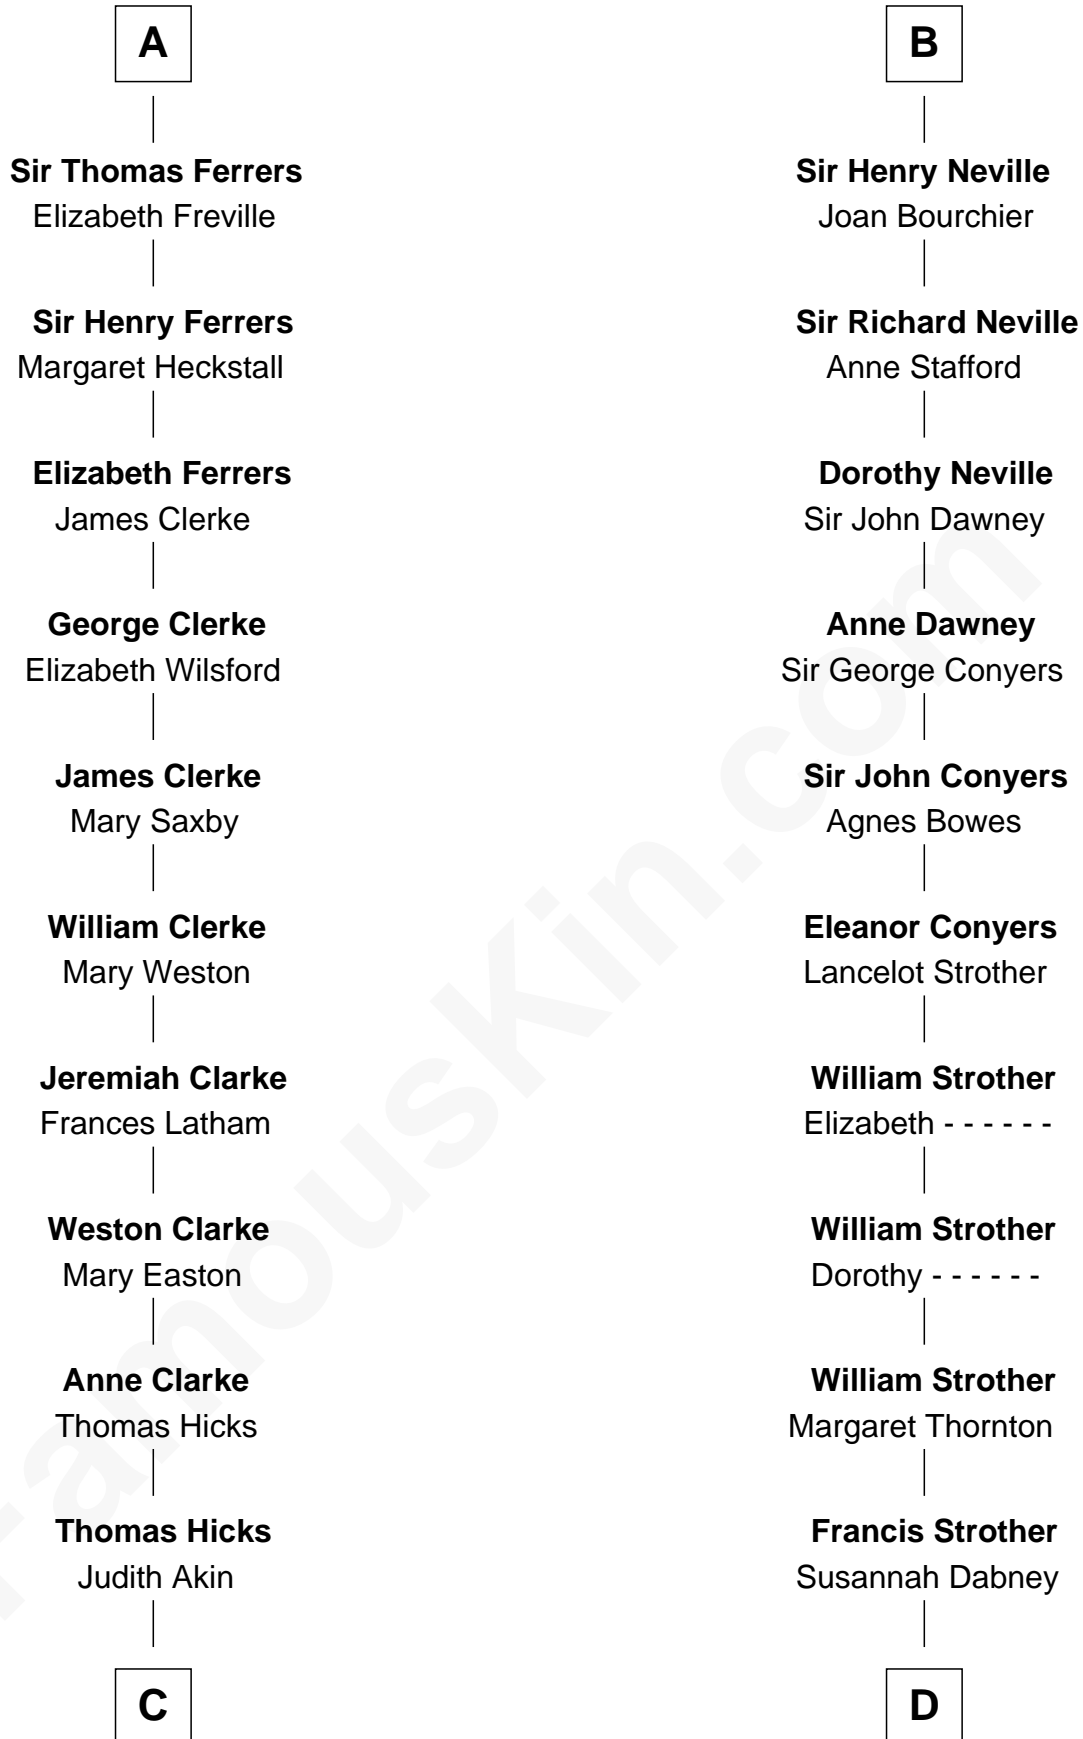 A
Sir Thomas Ferrers
Elizabeth Freville
Sir Henry Ferrers
Margaret Heckstall
Elizabeth Ferrers
James Clerke
George Clerke
Elizabeth Wilsford
James Clerke
Mary Saxby
William Clerke
Mary Weston
Jeremiah Clarke
Frances Latham
Weston Clarke
Mary Easton
Anne Clarke
Thomas Hicks
Thomas Hicks
Judith Akin
C
B
Sir Henry Neville
Joan Bourchier
Sir Richard Neville
Anne Stafford
Dorothy Neville
Sir John Dawney
Anne Dawney
Sir George Conyers
Sir John Conyers
Agnes Bowes
Eleanor Conyers
Lancelot Strother
William Strother
Elizabeth - - - - - -
William Strother
Dorothy - - - - - -
William Strother
Margaret Thornton
Francis Strother
Susannah Dabney
D
FamousKin.com